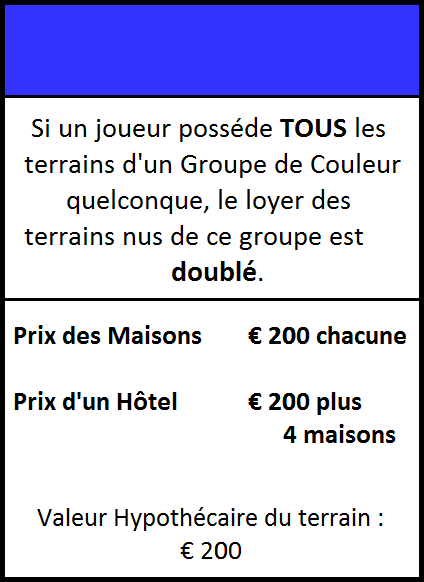 Si un joueur posséde TOUS les
terrains d'un Groupe de Couleur
quelconque, le loyer des
terrains nus de ce groupe est
doublé.
Prix des Maisons € 200 chacune
Prix d'un Hôtel € 200 plus
4 maisons
Valeur Hypothécaire du terrain :
€ 200